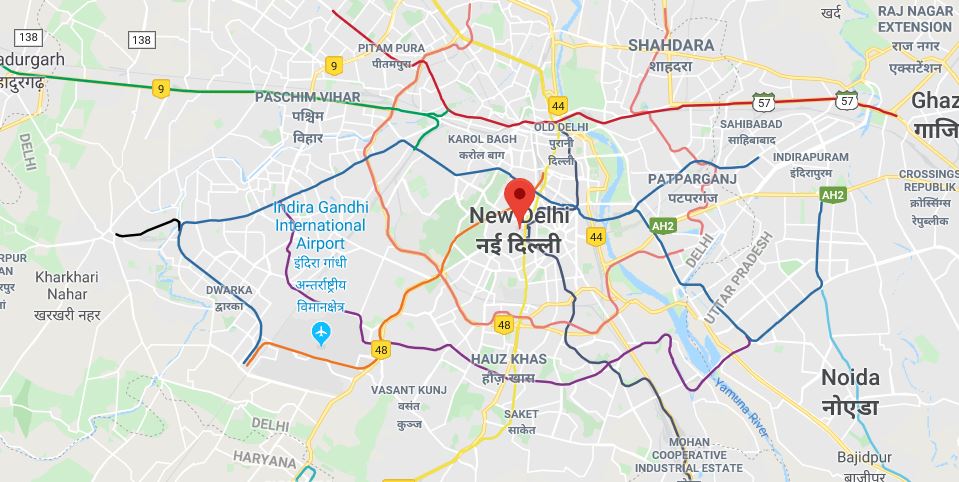 RAJ NAGAR
EXTENSION
राज नगर
एक्सटेंशन
खर्द
138
138
PITAM PURA
पीतमपुरा
SHAHDARA
शाहदरा
adurgarh
हादुरगढ़
9
9
PASCHIM VIHAR
पश्चिम
विहार
44
57
57
Ghaz
गाज़ि
OLD DELHI
पुरानी
दिल्ली
KAROL BAGH
करोल बाग
SAHIBABAD
साहिबाबाद
INDIRAPURAM
इंदिरापुरम
DELHI
PATPARGANJ
पटपरगंज
CROSSINGS
REPUBLIK
क्रोस्सिंग्स
रेपुब्लीक
AH2
AH2
Indira Gandhi
International
Airport
इंदिरा गांधी
अन्तर्राष्ट्रीय
विमानक्षेत्र
New Delhi
नई दिल्ली
44
DELHI
UTTAR PRADESH
RPUR
AN
रपुर
Kharkhari
Nahar
खरखरी नहर
DWARKA
द्वारका
48
48
HAUZ KHAS
हौज़ खास
VASANT KUNJ
वसंत
कुञ्ज
SAKET
साकेत
Yamuna River
Noida
नोएडा
DELHI
HARYANA
MOHAN
COOPERATIVE
INDUSTRIAL ESTATE
Bajidpur
बाजीपुर